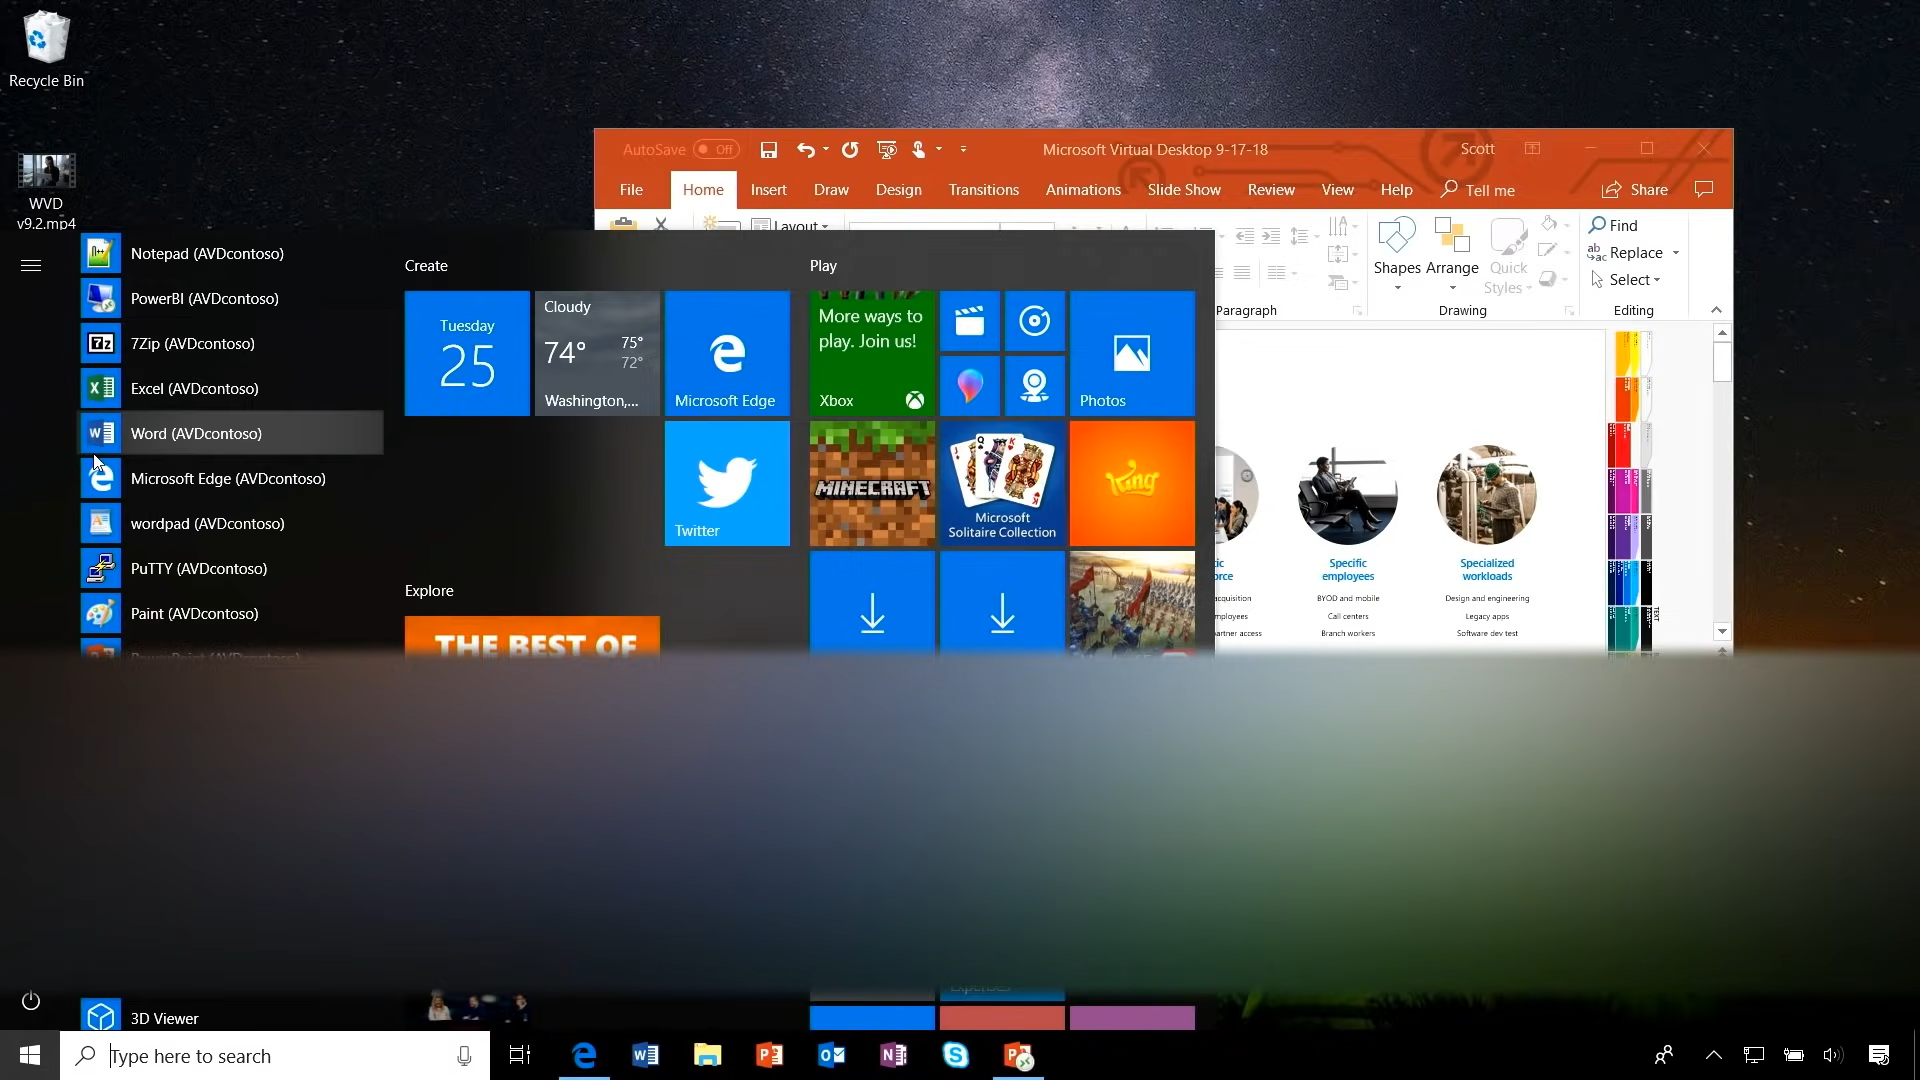 Recycle Bin
WVD
v9.2.mp4
AutoSave Off
Microsoft Virtual Desktop 9-17-18
Scott
File Home Insert Draw Design Transitions Animations Slide Show Review View Help Tell me Share
Layout
Shapes Arrange Quick
Styles
Find
Replace
Select
Paragraph Drawing Editing
Notepad (AVDcontoso)
PowerBI (AVDcontoso)
7Zip (AVDcontoso)
Excel (AVDcontoso)
Word (AVDcontoso)
Microsoft Edge (AVDcontoso)
wordpad (AVDcontoso)
PuTTY (AVDcontoso)
Paint (AVDcontoso)
PowerPoint (AVDcontoso)
3D Viewer
Create
Tuesday
25
Cloudy
74° 75°
72°
Washington,...
Microsoft Edge
Twitter
Explore
THE BEST OF
Play
More ways to
play. Join us!
Xbox
Photos
MINECRAFT
Microsoft
Solitaire Collection
King
Specific
employees
BYOD and mobile
Call centers
Branch workers
Specialized
workloads
Design and engineering
Legacy apps
Software dev test
Type here to search